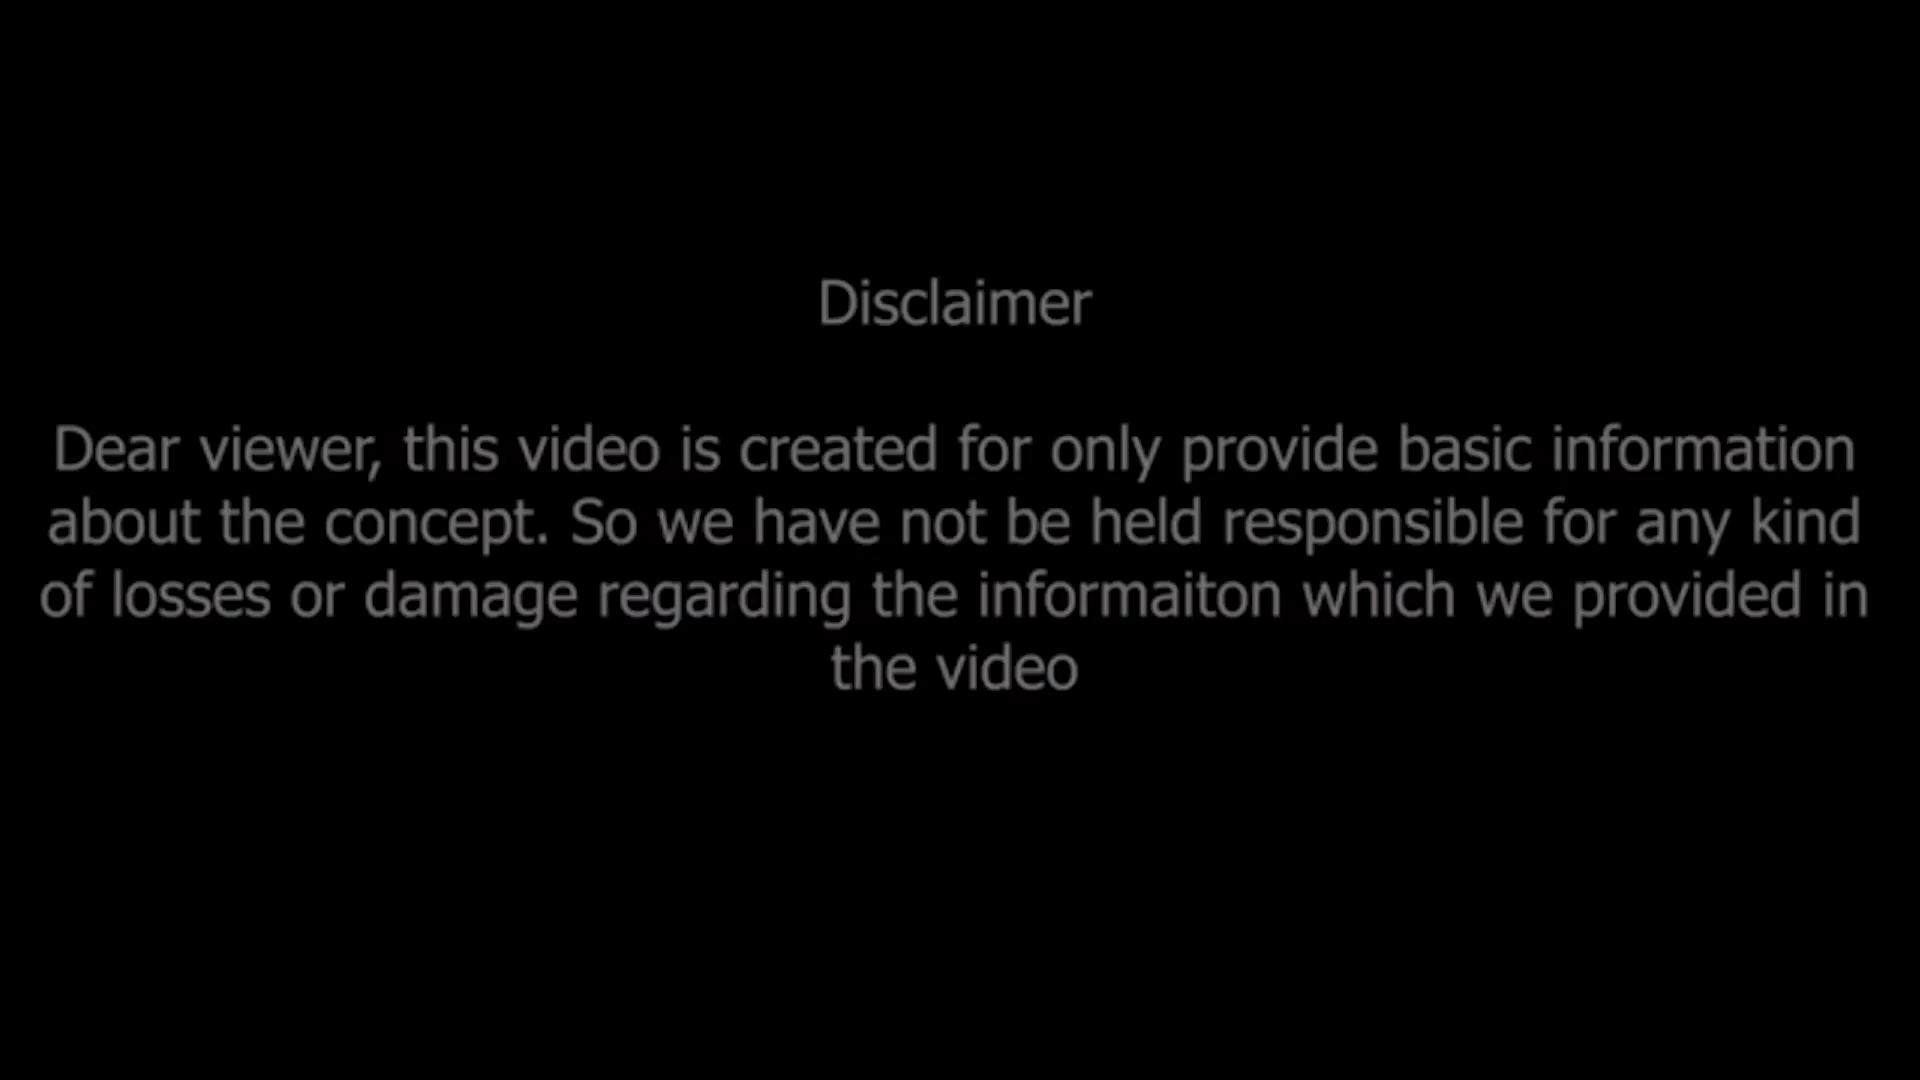 Disclaimer
Dear viewer, this video is created for only provide basic information
about the concept. So we have not be held responsible for any kind
of losses or damage regarding the informaiton which we provided in
the video